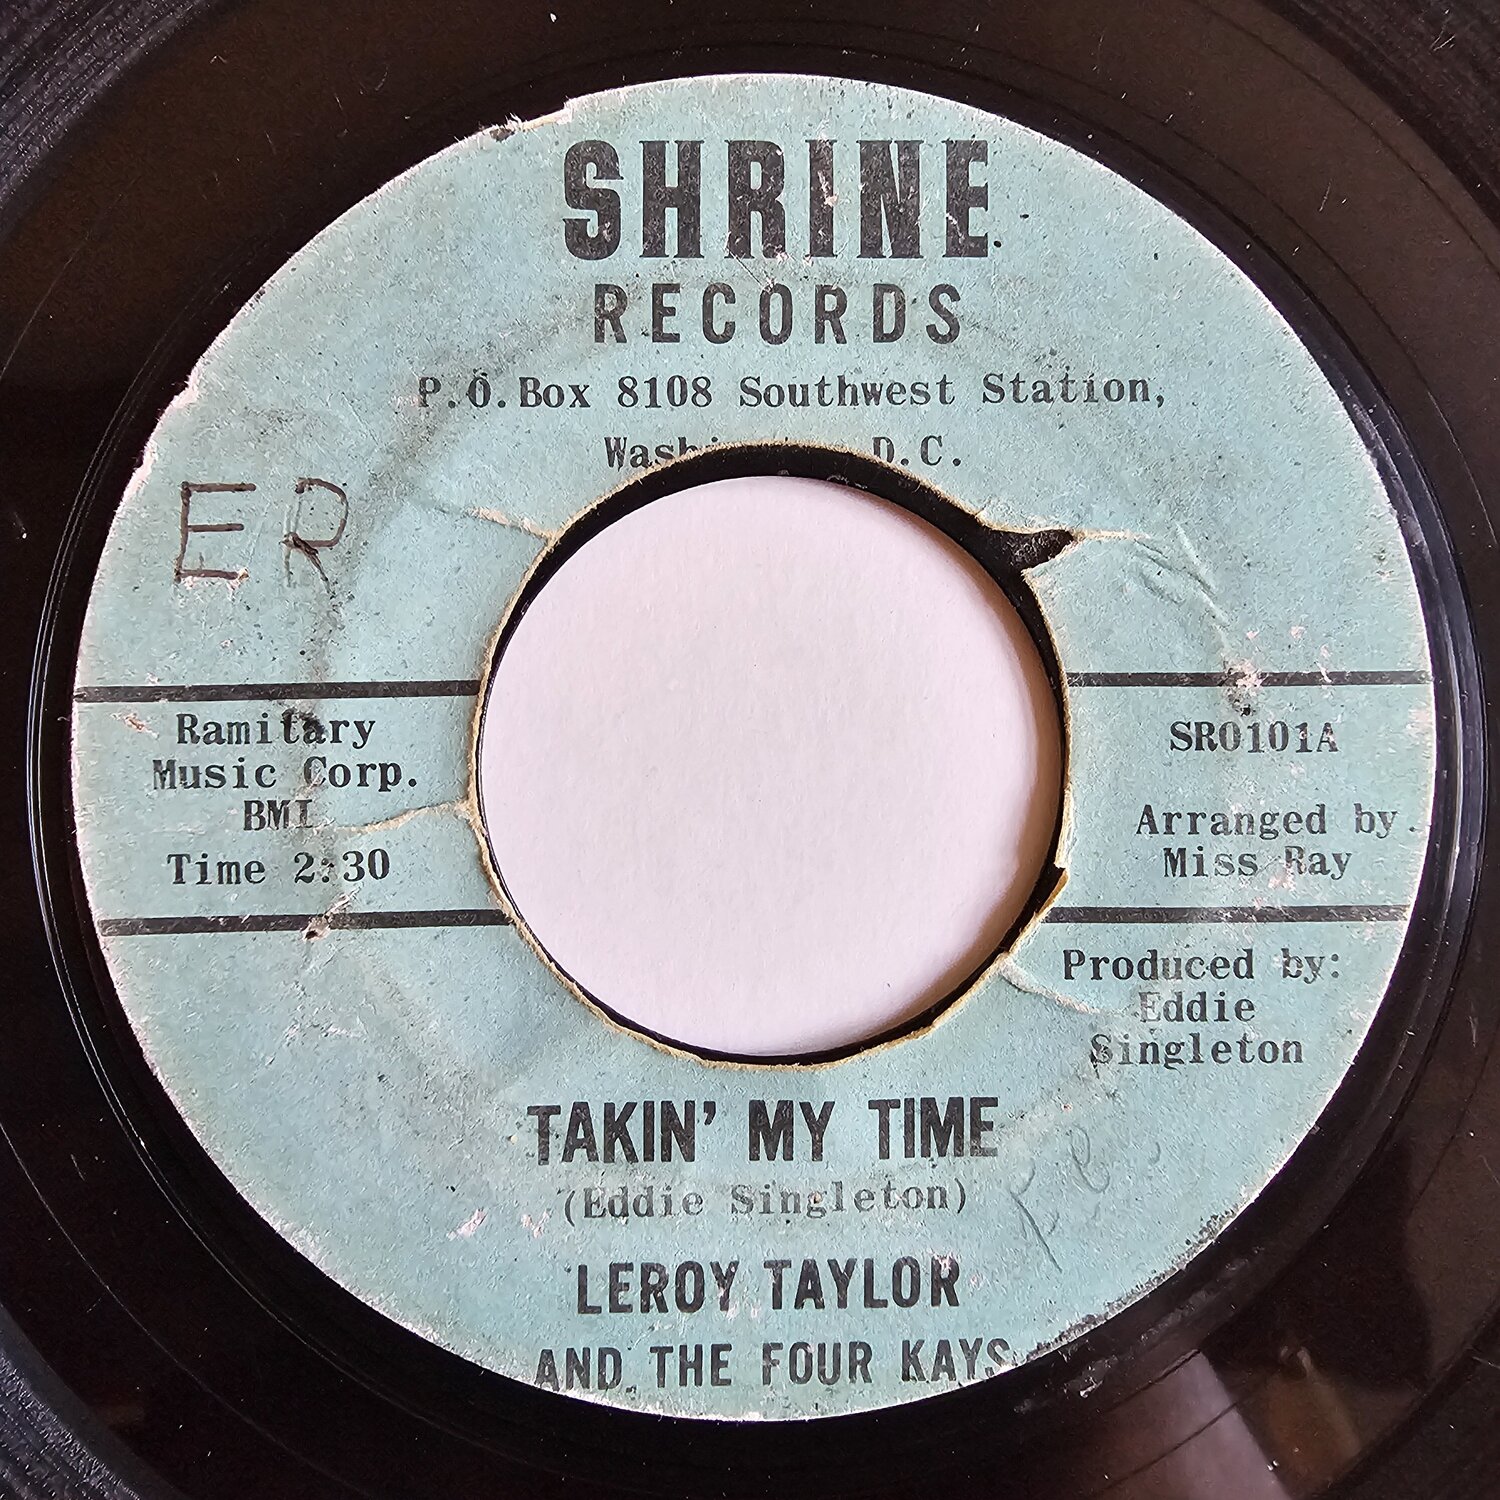 SHRINE
RECORDS
P.O.Box 8108 Southwest Station,
D.C.
ER
Ramitary
Music Corp.
BMI
Time 2:30
SRO101A
Arranged by
Miss Ray
Produced by:
Eddie
Singleton
TAKIN' MY TIME
(Eddie Singleton)
LEROY TAYLOR
AND THE FOUR KAYS